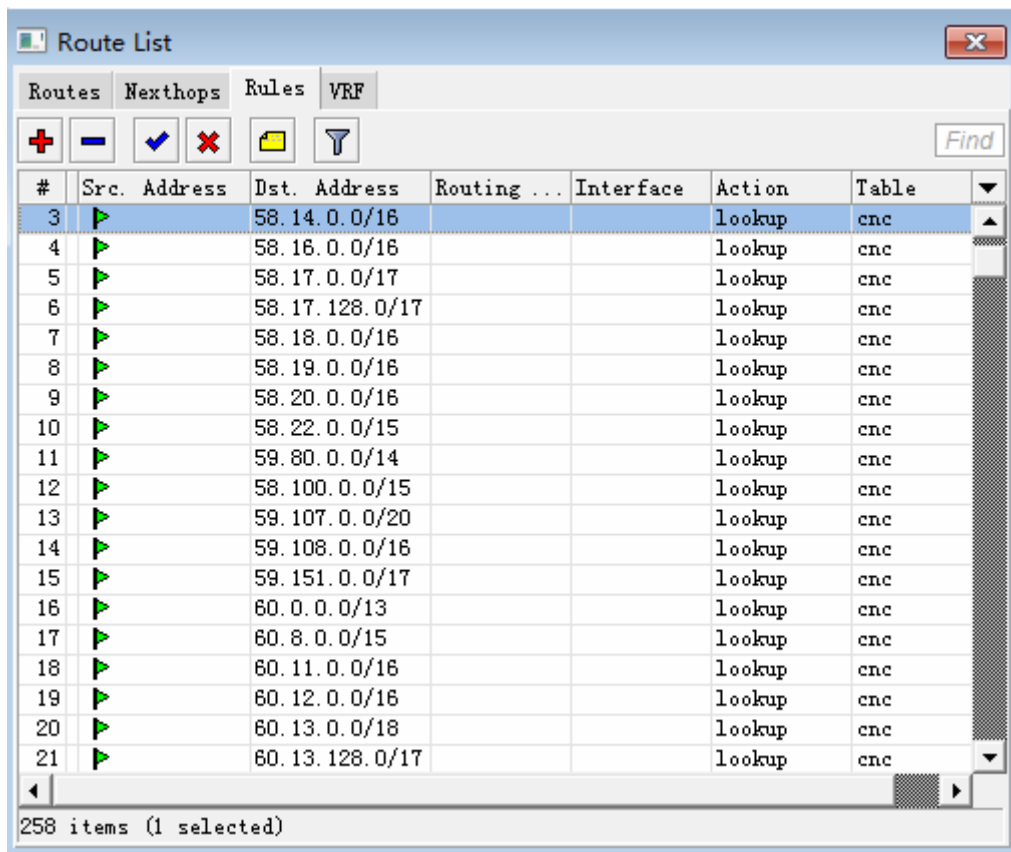 Route List
Routes Nexthops Rules VRF
Find
# Src. Address Dst. Address Routing ... Interface Action Table
3 58.14.0.0/16 lookup cnc
4 58.16.0.0/16 lookup cnc
5 58.17.0.0/17 lookup cnc
6 58.17.128.0/17 lookup cnc
7 58.18.0.0/16 lookup cnc
8 58.19.0.0/16 lookup cnc
9 58.20.0.0/16 lookup cnc
10 58.22.0.0/15 lookup cnc
11 59.80.0.0/14 lookup cnc
12 58.100.0.0/15 lookup cnc
13 59.107.0.0/20 lookup cnc
14 59.108.0.0/16 lookup cnc
15 59.151.0.0/17 lookup cnc
16 60.0.0.0/13 lookup cnc
17 60.8.0.0/15 lookup cnc
18 60.11.0.0/16 lookup cnc
19 60.12.0.0/16 lookup cnc
20 60.13.0.0/18 lookup cnc
21 60.13.128.0/17 lookup cnc
258 items (1 selected)